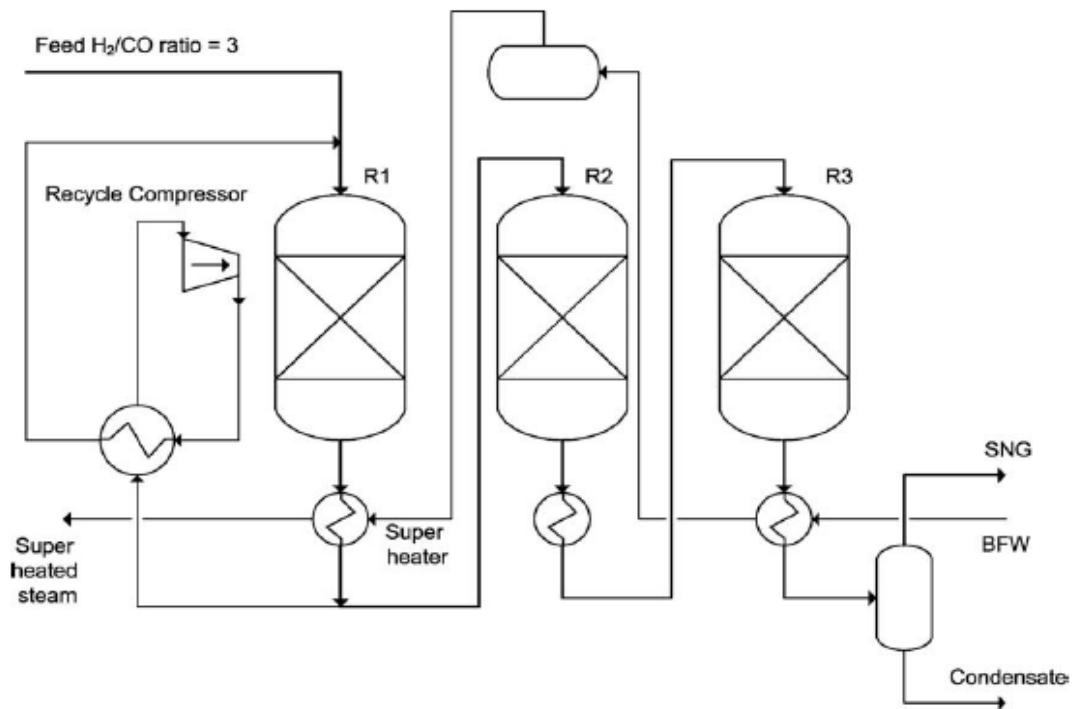 Feed H₂/CO ratio = 3
R1
R2
R3
Recycle Compressor
Super
heated
steam
Super
heater
SNG
BFW
Condensate